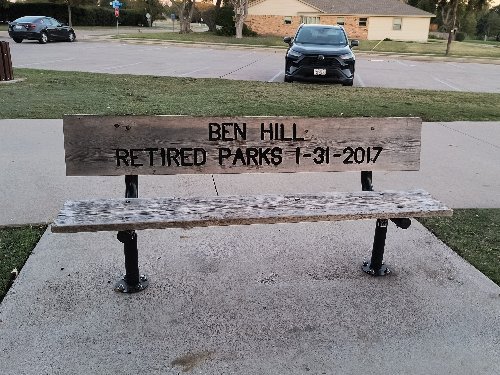 BEN HILL
RETIRED PARKS 1-31-2017